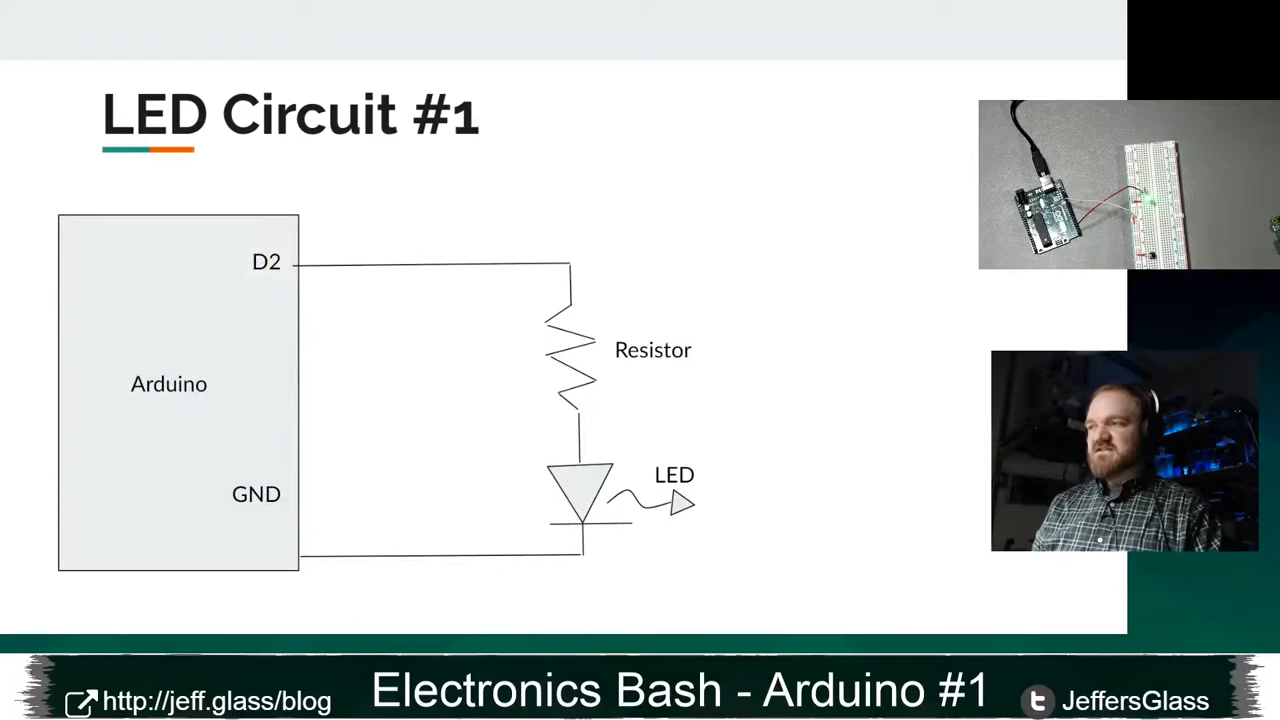 LED Circuit #1
D2
Resistor
Arduino
LED
GND
http://jeff.glass/blog
Electronics Bash - Arduino #1
JeffersGlass